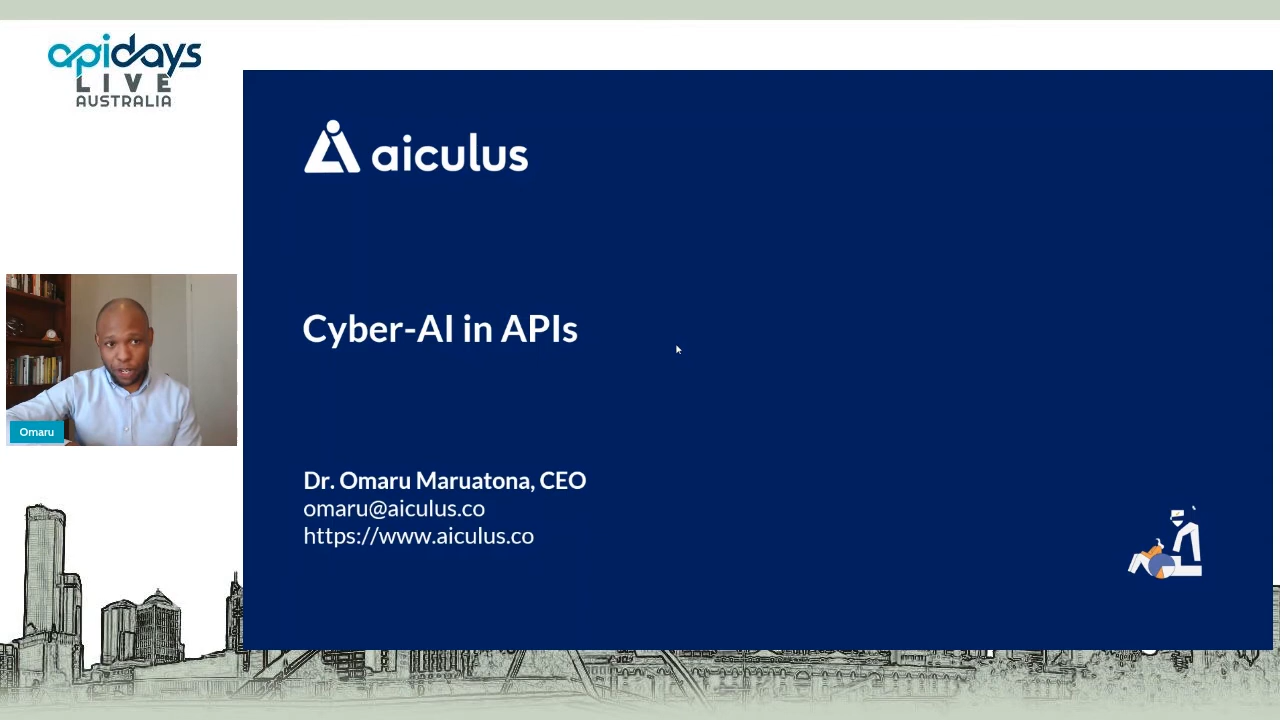 apidays
LIVE
AUSTRALIA
aiculus
Cyber-AI in APIs
Omaru
Dr. Omaru Maruatona, CEO
omaru@aiculus.co
https://www.aiculus.co